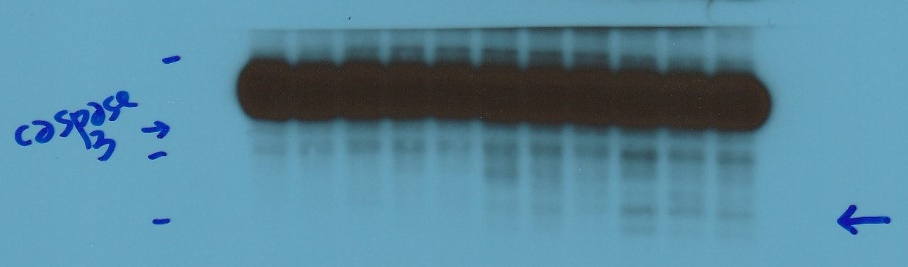 caspase
3 →
←